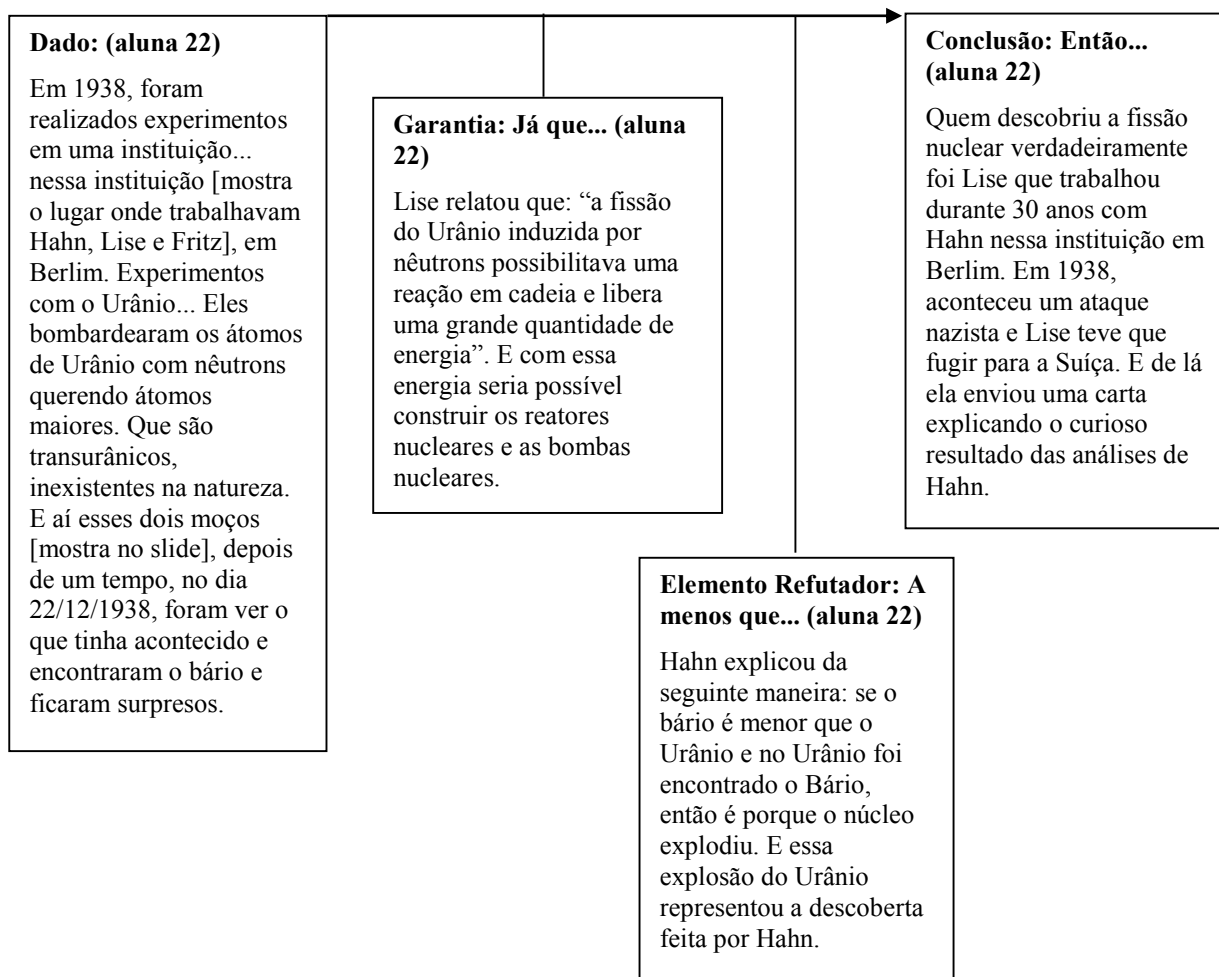 Dado: (aluna 22)
Em 1938, foram
realizados experimentos
em uma instituição...
nessa instituição [mostra
o lugar onde trabalhavam
Hahn, Lise e Fritz], em
Berlim. Experimentos
com o Urânio... Eles
bombardearam os átomos
de Urânio com nêutrons
querendo átomos
maiores. Que são
transurânicos,
inexistentes na natureza.
E aí esses dois moços
[mostra no slide], depois
de um tempo, no dia
22/12/1938, foram ver o
que tinha acontecido e
encontraram o bário e
ficaram surpresos.
Garantia: Já que... (aluna
22)
Lise relatou que: “a fissão
do Urânio induzida por
nêutrons possibilitava uma
reação em cadeia e libera
uma grande quantidade de
energia”. E com essa
energia seria possível
construir os reatores
nucleares e as bombas
nucleares.
Elemento Refutador: A
menos que... (aluna 22)
Hahn explicou da
seguinte maneira: se o
bário é menor que o
Urânio e no Urânio foi
encontrado o Bário,
então é porque o núcleo
explodiu. E essa
explosão do Urânio
representou a descoberta
feita por Hahn.
Conclusão: Então...
(aluna 22)
Quem descobriu a fissão
nuclear verdadeiramente
foi Lise que trabalhou
durante 30 anos com
Hahn nessa instituição em
Berlim. Em 1938,
aconteceu um ataque
nazista e Lise teve que
fugir para a Suíça. E de lá
ela enviou uma carta
explicando o curioso
resultado das análises de
Hahn.